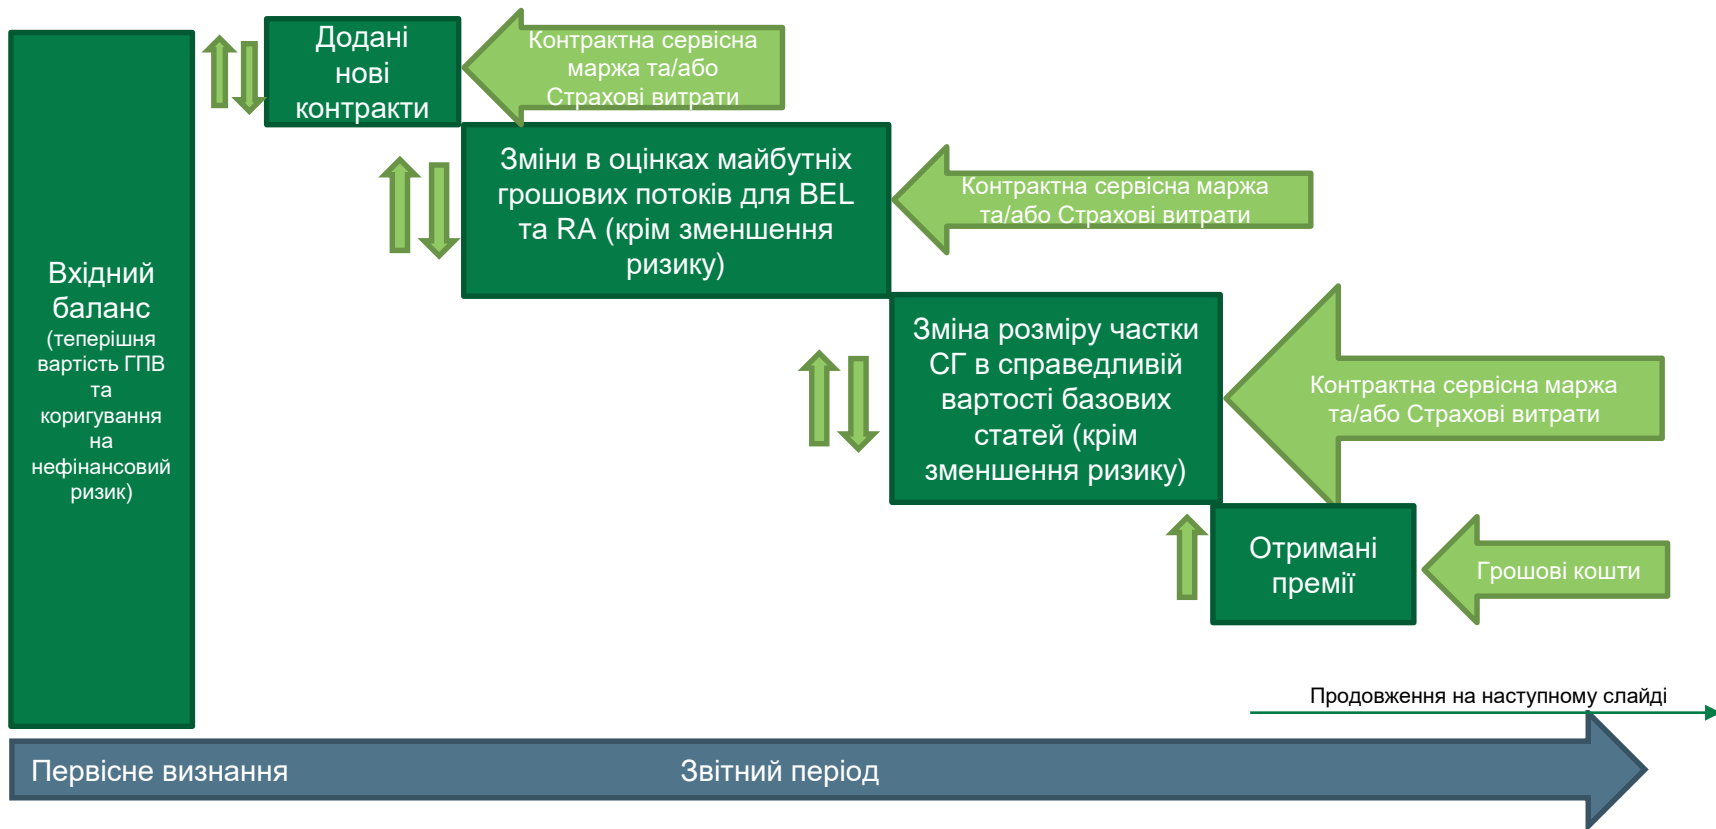 Вхідний
баланс
(теперішня
вартість ГПВ
та
коригування
на
нефінансовий
ризик)
Додані
нові
контракти
Контрактна сервісна
маржа та/або
Страхові витрати
Зміни в оцінках майбутніх
грошових потоків для BEL
та RA (крім зменшення
ризику)
Контрактна сервісна маржа
та/або Страхові витрати
Зміна розміру частки
СГ в справедливій
вартості базових
статей (крім
зменшення ризику)
Контрактна сервісна маржа
та/або Страхові витрати
Отримані
премії
Грошові кошти
Продовження на наступному слайді
Первісне визнання
Звітний період